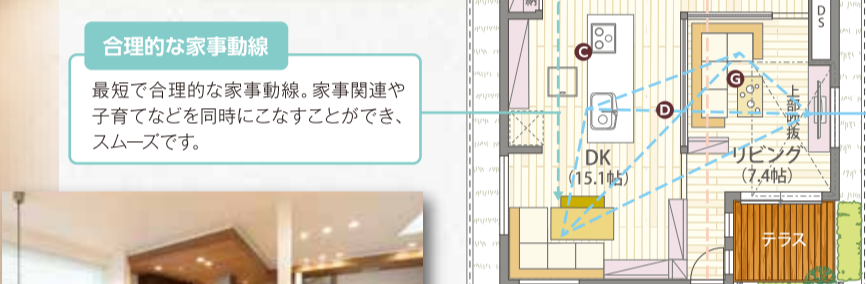 合理的な家事動線
最短で合理的な家事動線。家事関連や
子育てなどを同時にこなすことができ、
スムーズです。
DS
C
G
D
上部吹抜
DK
(15.1帖)
リビング
(7.4帖)
テラス